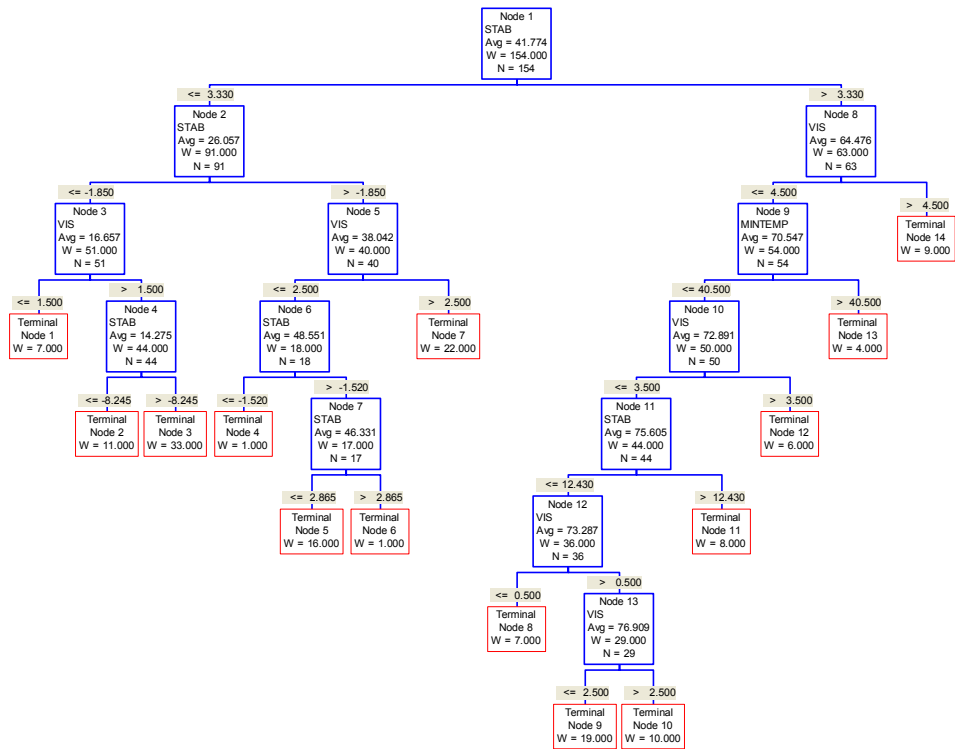 Node 1
STAB
Avg = 41.774
W = 154.000
N = 154
<= 3.330
> 3.330
Node 2
STAB
Avg = 26.057
W = 91.000
N = 91
Node 8
VIS
Avg = 64.476
W = 63.000
N = 63
<= -1.850
> -1.850
<= 4.500
> 4.500
Node 3
VIS
Avg = 16.657
W = 51.000
N = 51
Node 5
VIS
Avg = 38.042
W = 40.000
N = 40
Node 9
MINTEMP
Avg = 70.547
W = 54.000
N = 54
Terminal
Node 14
W = 9.000
<= 1.500
> 1.500
<= 2.500
> 2.500
<= 40.500
> 40.500
Terminal
Node 1
W = 7.000
Node 4
STAB
Avg = 14.275
W = 44.000
N = 44
Node 6
STAB
Avg = 48.551
W = 18.000
N = 18
Terminal
Node 7
W = 22.000
Node 10
VIS
Avg = 72.891
W = 50.000
N = 50
Terminal
Node 13
W = 4.000
<= -8.245
> -8.245
<= -1.520
> -1.520
<= 3.500
> 3.500
Terminal
Node 2
W = 11.000
Terminal
Node 3
W = 33.000
Terminal
Node 4
W = 1.000
Node 7
STAB
Avg = 46.331
W = 17.000
N = 17
Node 11
STAB
Avg = 75.605
W = 44.000
N = 44
Terminal
Node 12
W = 6.000
<= 2.865
> 2.865
<= 12.430
> 12.430
Terminal
Node 5
W = 16.000
Terminal
Node 6
W = 1.000
Node 12
VIS
Avg = 73.287
W = 36.000
N = 36
Terminal
Node 11
W = 8.000
<= 0.500
> 0.500
Terminal
Node 8
W = 7.000
Node 13
VIS
Avg = 76.909
W = 29.000
N = 29
<= 2.500
> 2.500
Terminal
Node 9
W = 19.000
Terminal
Node 10
W = 10.000